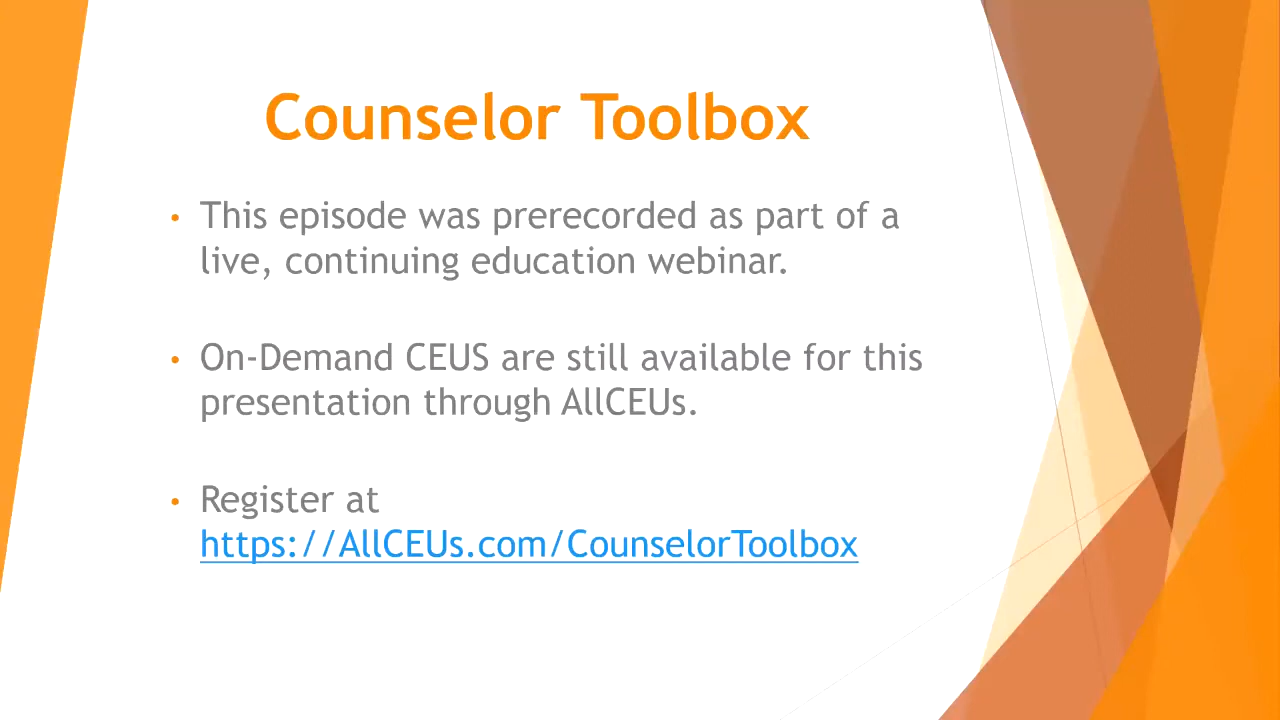 Counselor Toolbox
• This episode was prerecorded as part of a
live, continuing education webinar.
• On-Demand CEUS are still available for this
presentation through AllCEUs.
• Register at
https://AllCEUs.com/CounselorToolbox